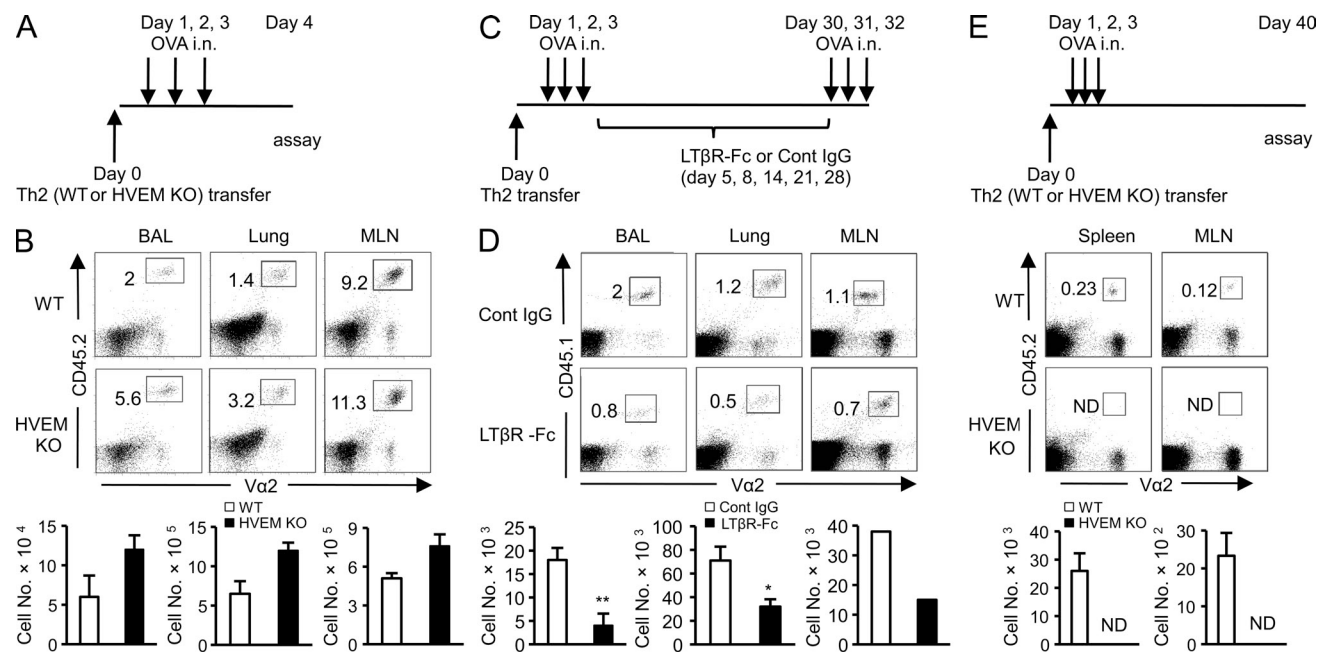 A
Day 1, 2, 3
Day 4
OVA i.n.
assay
Day 0
Th2 (WT or HVEM KO) transfer
B
BAL
Lung
MLN
WT
2
1.4
9.2
CD45.2
HVEM
KO
5.6
3.2
11.3
Vα2
WT
HVEM KO
Cell No. × 10 4
20
15
10
5
0
Cell No. × 10 5
15
10
5
0
Cell No. × 10 5
9
6
3
0
C
Day 1, 2, 3
Day 30, 31, 32
OVA i.n.
OVA i.n.
LTβR-Fc or Cont IgG
(day 5, 8, 14, 21, 28)
Day 0
Th2 transfer
D
BAL
Lung
MLN
Cont IgG
2
1.2
1.1
CD45.1
LTβR -Fc
0.8
0.5
0.7
Vα2
Cont IgG
LTβR-Fc
Cell No. × 10 3
25
20
15
10
5
0
**
Cell No. × 10 3
100
80
60
40
20
0
*
Cell No. × 10 3
40
30
20
10
0
E
Day 1, 2, 3
Day 40
OVA i.n.
assay
Day 0
Th2 (WT or HVEM KO) transfer
Spleen
MLN
WT
0.23
0.12
CD45.2
HVEM
KO
ND
ND
Vα2
WT
HVEM KO
Cell No. × 10 3
40
30
20
10
0
ND
Cell No. × 10 2
30
20
10
0
ND